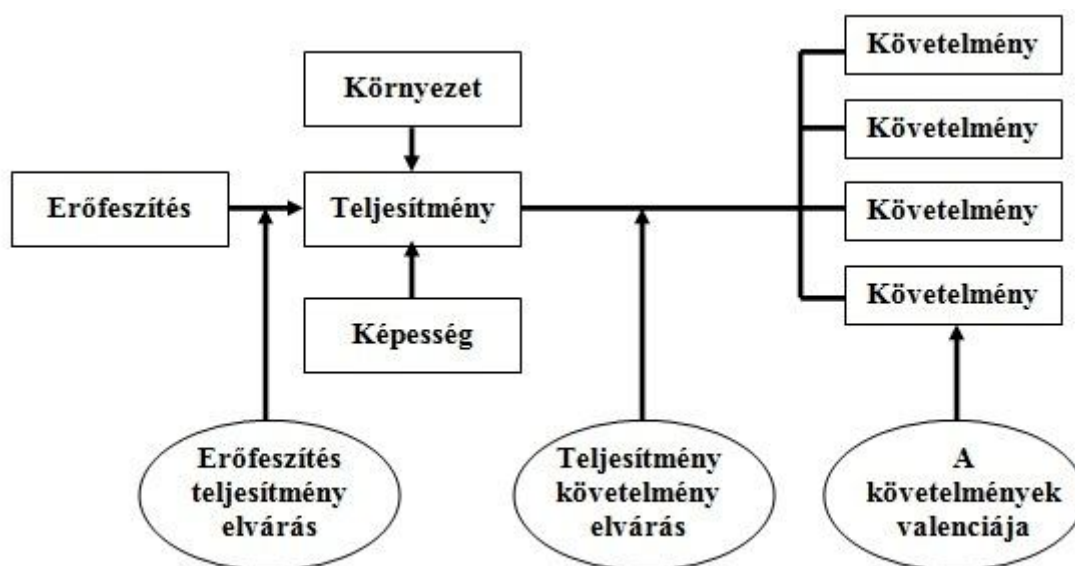 Követelmény
Környezet
Követelmény
Erőfeszítés
Teljesítmény
Követelmény
Képesség
Követelmény
Erőfeszítés
teljesítmény
elvárás
Teljesítmény
követelmény
elvárás
A
követelmények
valenciája